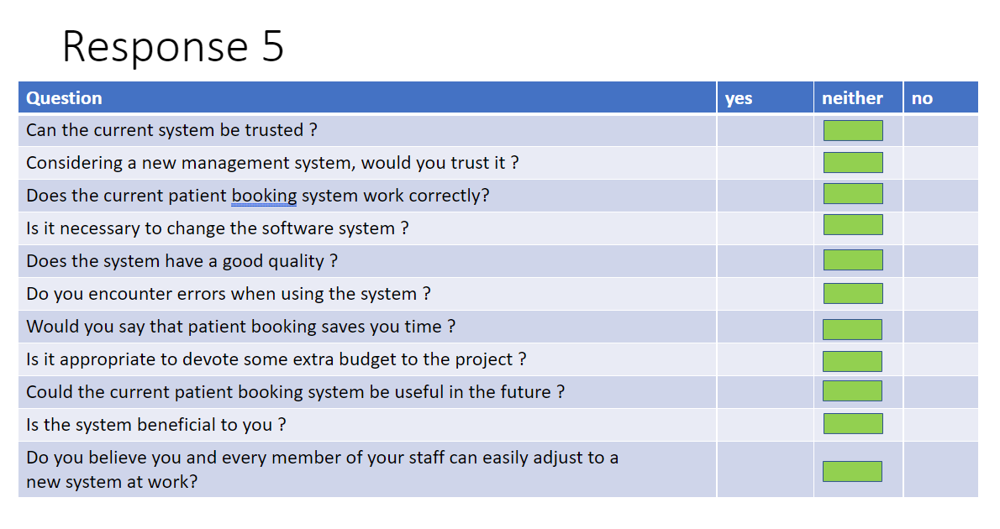 Response 5
Question yes neither no
Can the current system be trusted ?
Considering a new management system, would you trust it ?
Does the current patient booking system work correctly?
Is it necessary to change the software system ?
Does the system have a good quality ?
Do you encounter errors when using the system ?
Would you say that patient booking saves you time ?
Is it appropriate to devote some extra budget to the project ?
Could the current patient booking system be useful in the future ?
Is the system beneficial to you ?
Do you believe you and every member of your staff can easily adjust to a
new system at work?